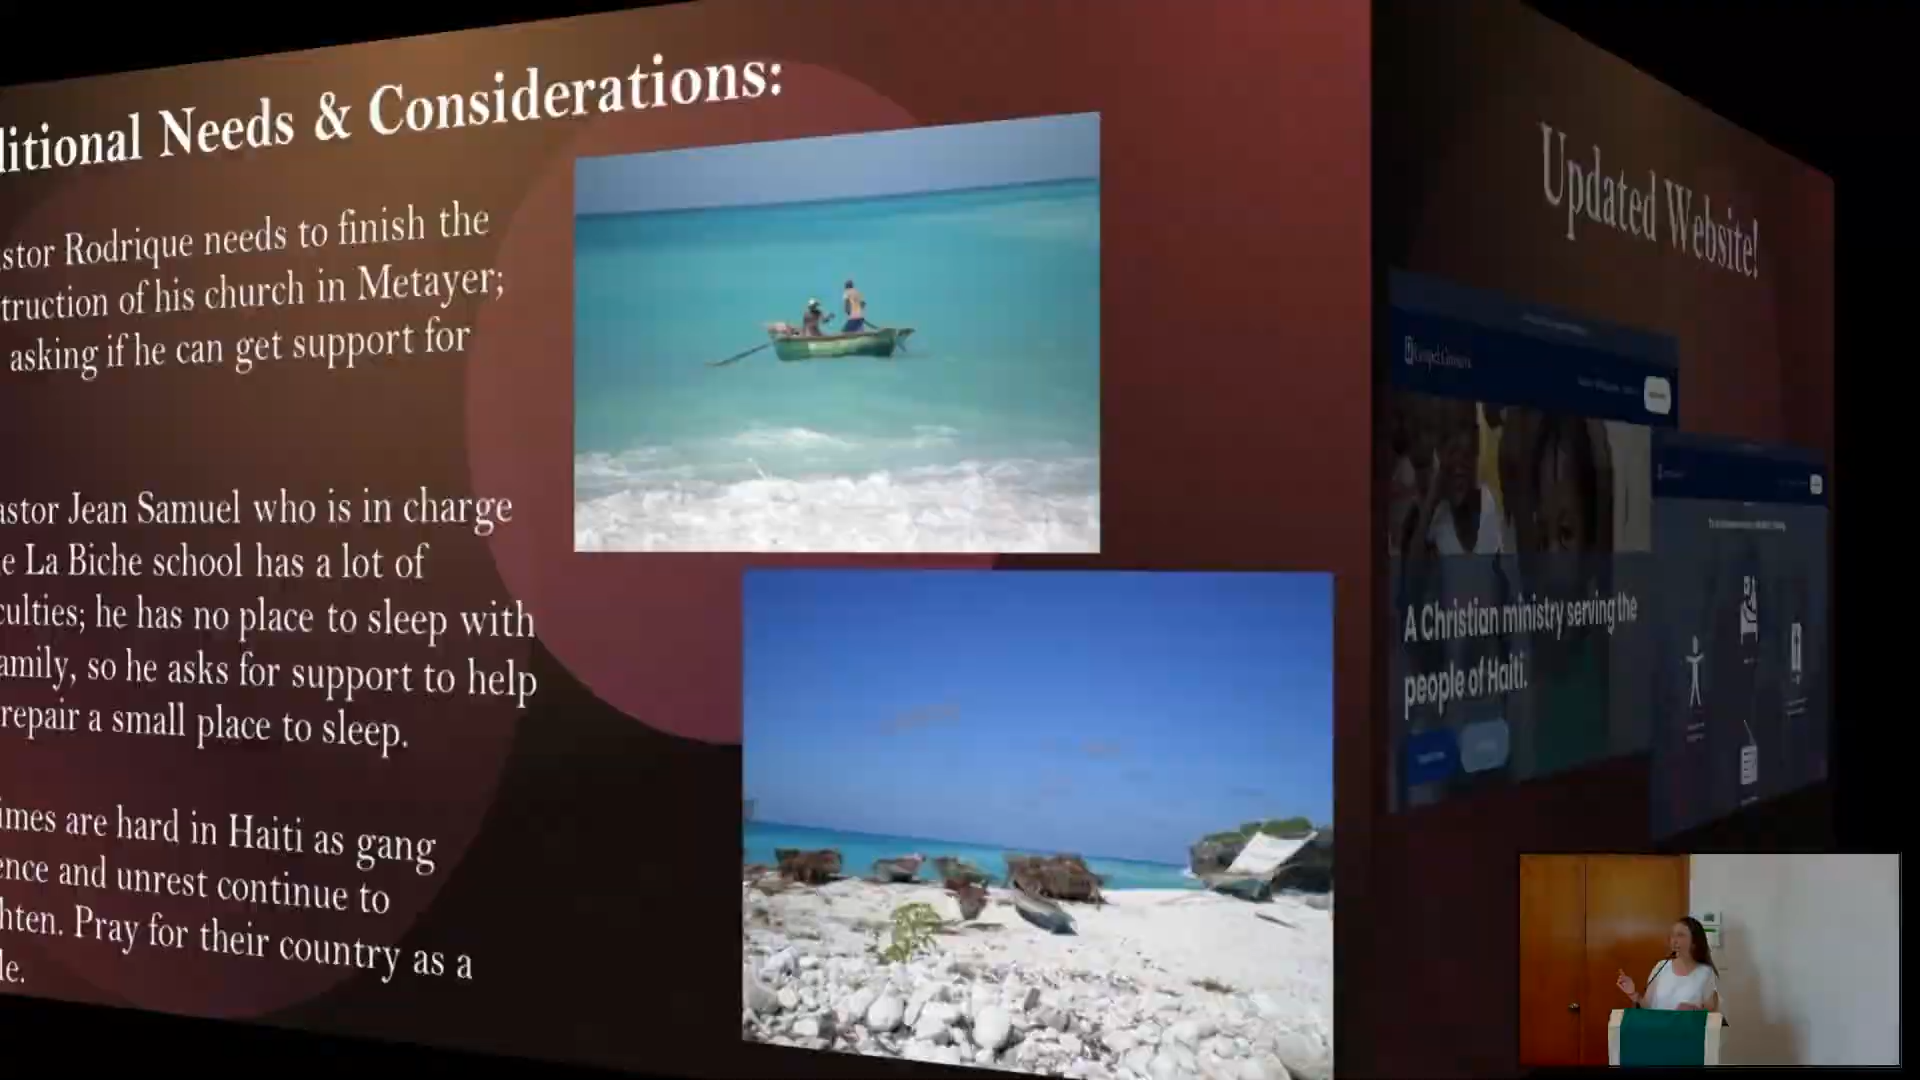 ditional Needs & Considerations:
stor Rodrique needs to finish the
truction of his church in Metayer;
asking if he can get support for
astor Jean Samuel who is in charge
e La Biche school has a lot of
culties; he has no place to sleep with
amily, so he asks for support to help
repair a small place to sleep.
imes are hard in Haiti as gang
ence and unrest continue to
hten. Pray for their country as a
le.
Updated Website!
A Christian ministry serving the
people of Haiti.